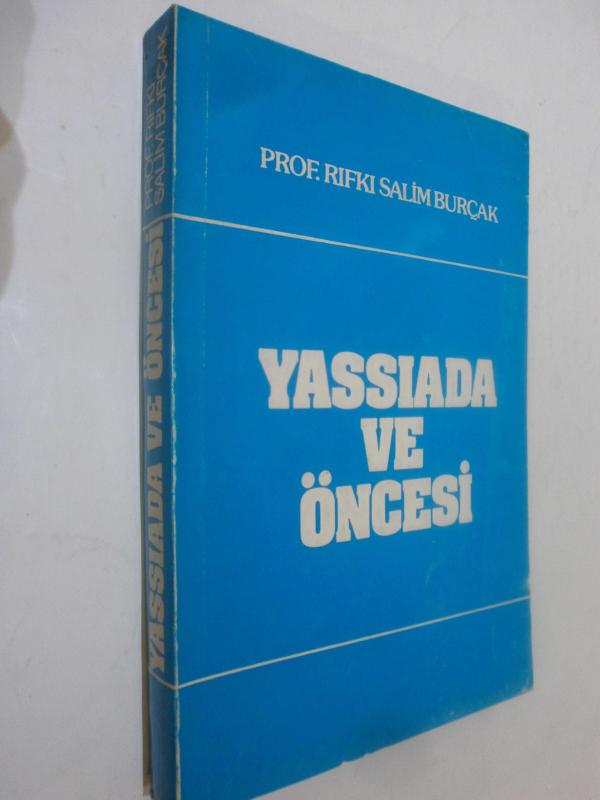 PROF. RIFKI SALİM BURÇAK
YASSIADA
VE
ÖNCESİ
PROF. RIFKI
SALİM BURÇAK
YASSIADA VE ÖNCESİ